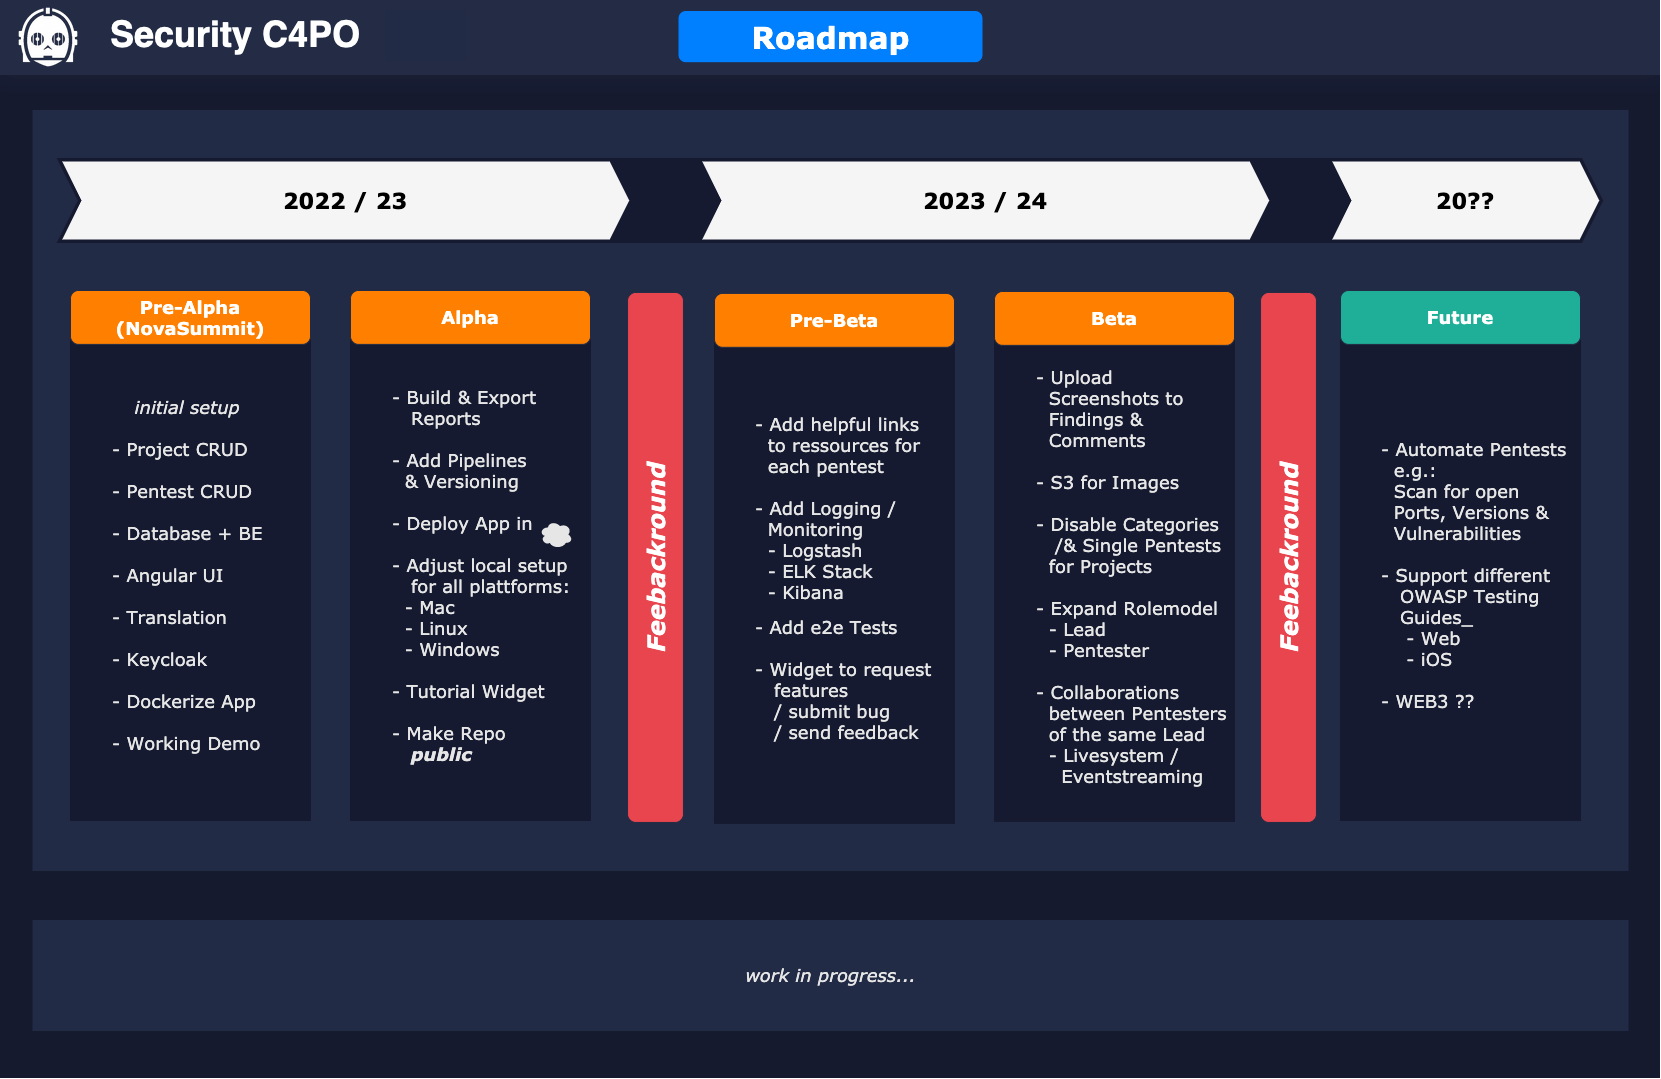 Security C4PO
Roadmap
2022 / 23
2023 / 24
20??
Pre-Alpha
(NovaSummit)
initial setup
- Project CRUD
- Pentest CRUD
- Database + BE
- Angular UI
- Translation
- Keycloak
- Dockerize App
- Working Demo
Alpha
- Build & Export
Reports
- Add Pipelines
& Versioning
- Deploy App in
- Adjust local setup
for all plattforms:
- Mac
- Linux
- Windows
- Tutorial Widget
- Make Repo
public
Feebackround
Pre-Beta
- Add helpful links
to ressources for
each pentest
- Add Logging /
Monitoring
- Logstash
- ELK Stack
- Kibana
- Add e2e Tests
- Widget to request
features
/ submit bug
/ send feedback
Beta
- Upload
Screenshots to
Findings &
Comments
- S3 for Images
- Disable Categories
/& Single Pentests
for Projects
- Expand Rolemodel
- Lead
- Pentester
- Collaborations
between Pentesters
of the same Lead
- Livesystem /
Eventstreaming
Feebackround
Future
- Automate Pentests
e.g.:
Scan for open
Ports, Versions &
Vulnerabilities
- Support different
OWASP Testing
Guides_
- Web
- iOS
- WEB3 ??
work in progress...